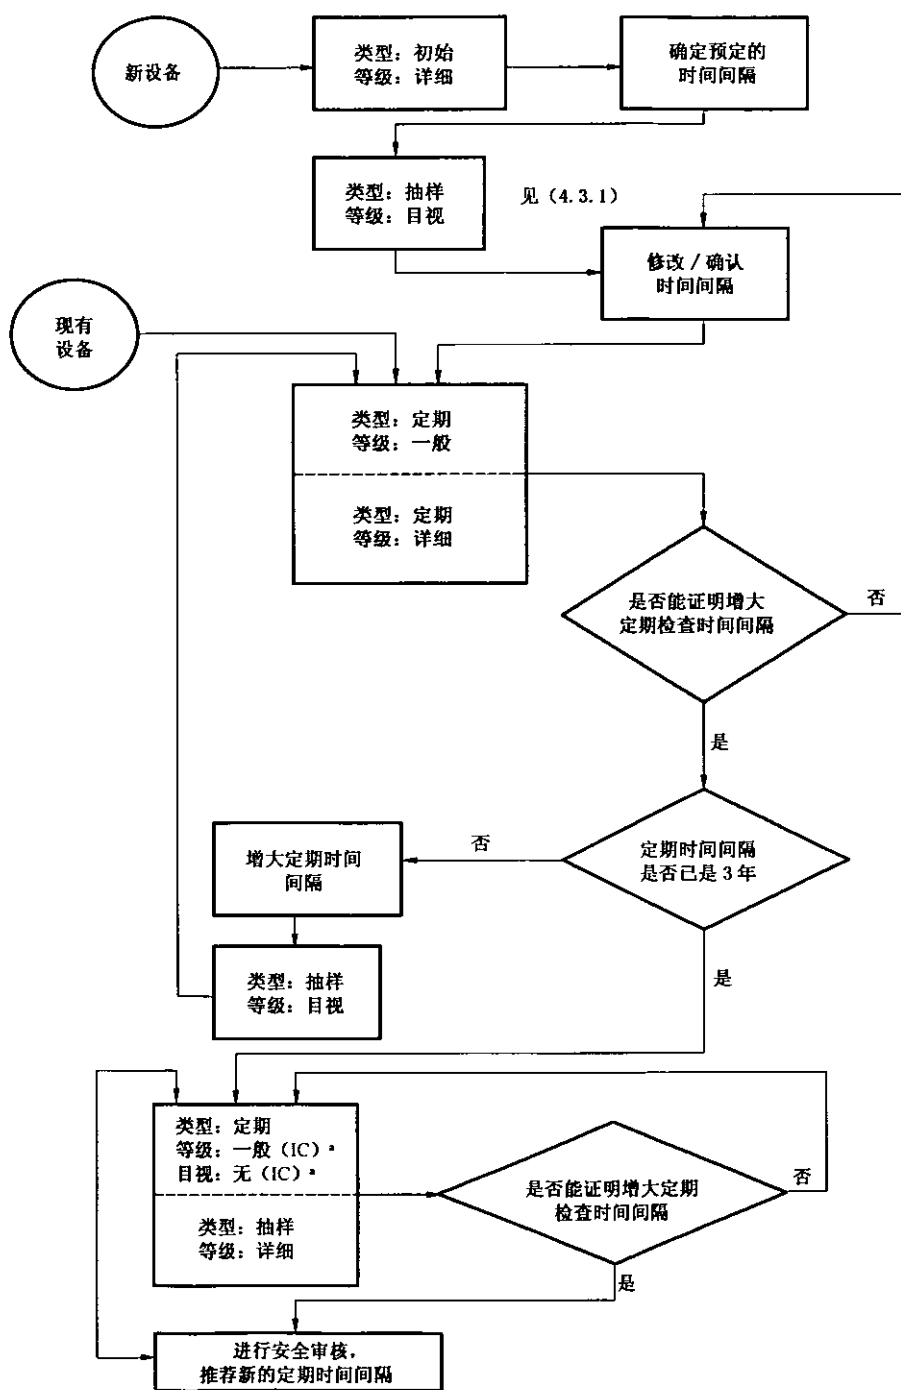 新设备
类型：初始
等级：详细
确定预定的
时间间隔
类型：抽样
等级：目视
见（4.3.1）
修改／确认
时间间隔
现有
设备
类型：定期
等级：一般
类型：定期
等级：详细
是否能证明增大
定期检查时间间隔
否
是
定期时间间隔
是否已是3年
否
增大定期时间
间隔
是
类型：抽样
等级：目视
类型：定期
等级：一般（IC）ᵃ
目视：无（IC）ᵃ
类型：抽样
等级：详细
是否能证明增大定期
检查时间间隔
否
是
进行安全审核，
推荐新的定期时间间隔